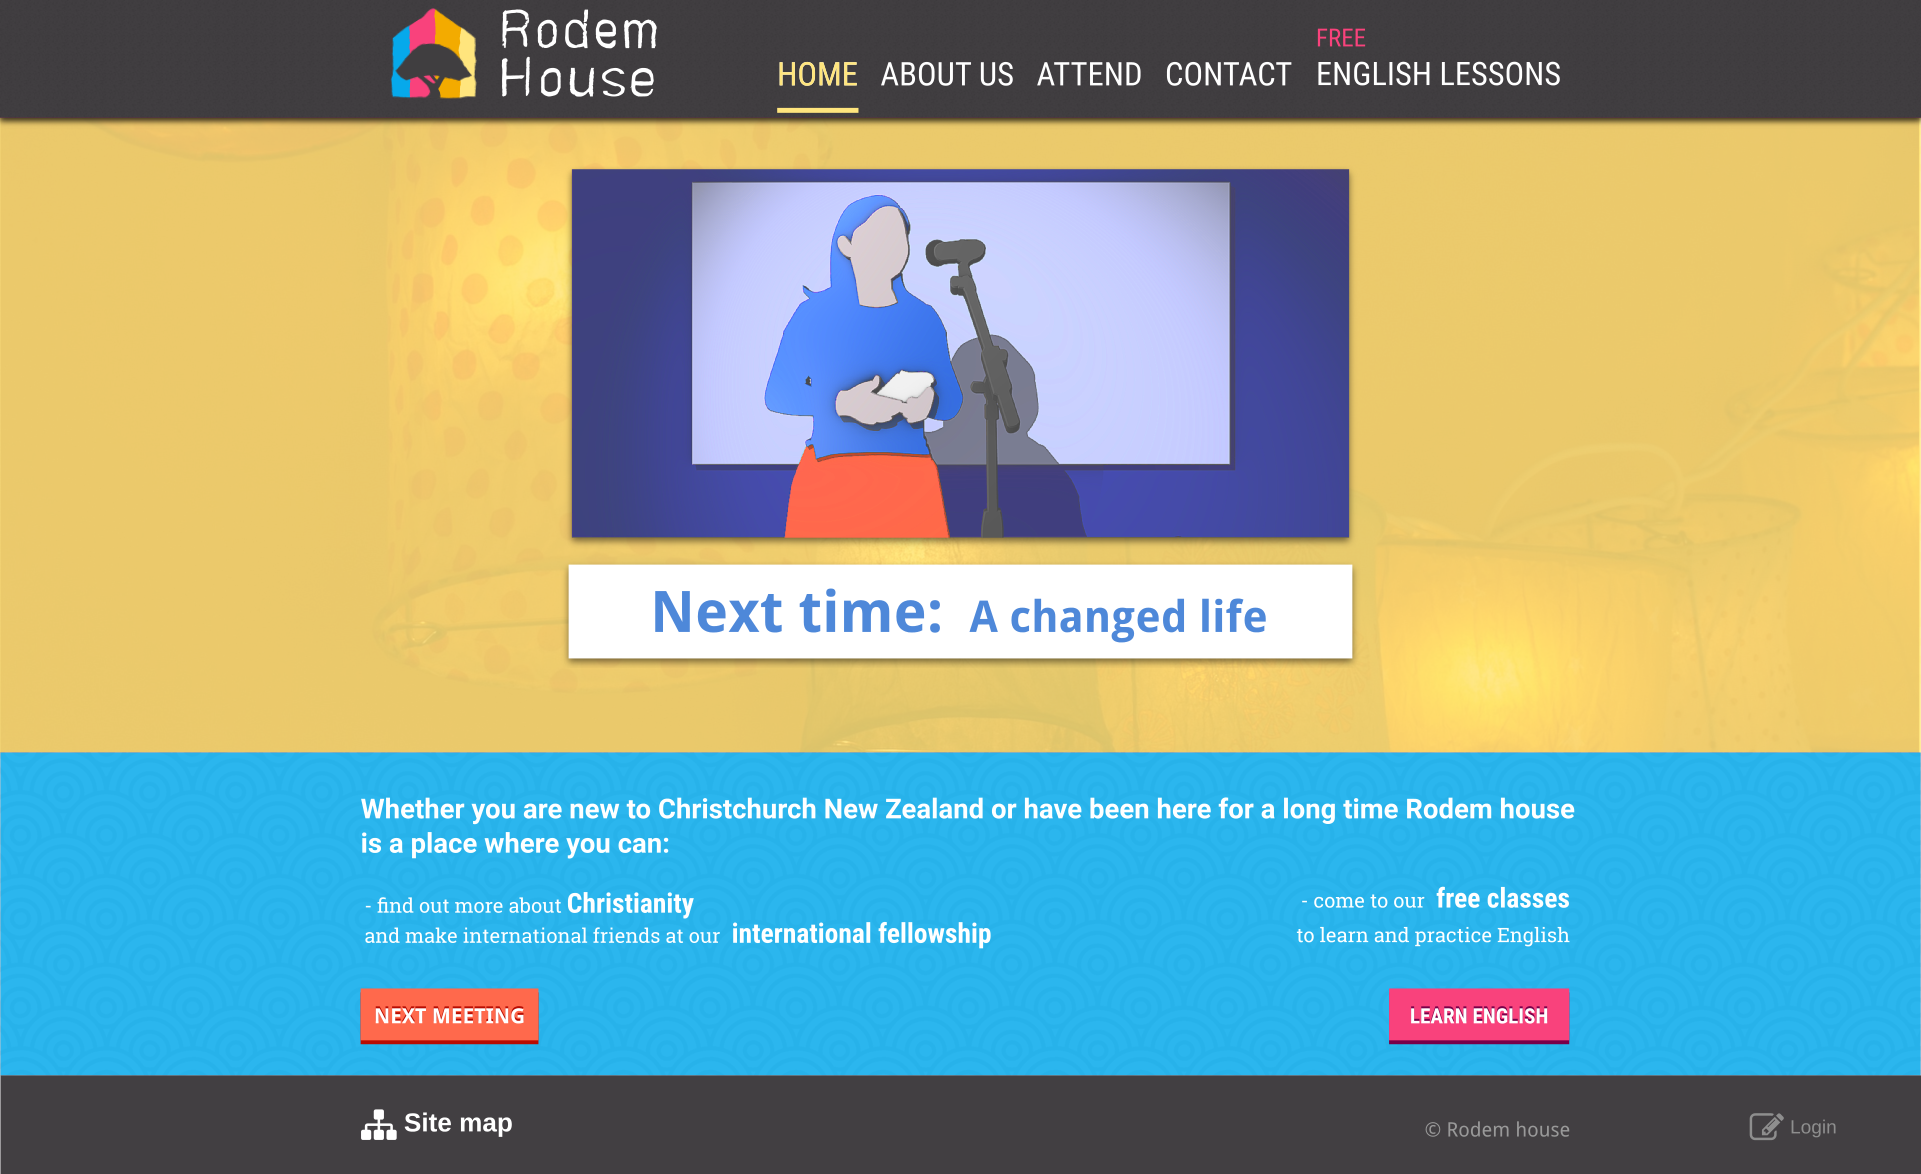 Rodem
House
HOME ABOUT US ATTEND CONTACT FREE ENGLISH LESSONS
Next time: A changed life
Whether you are new to Christchurch New Zealand or have been here for a long time Rodem house
is a place where you can:
- find out more about Christianity
and make international friends at our international fellowship
- come to our free classes
to learn and practice English
NEXT MEETING
LEARN ENGLISH
Site map
© Rodem house
Login